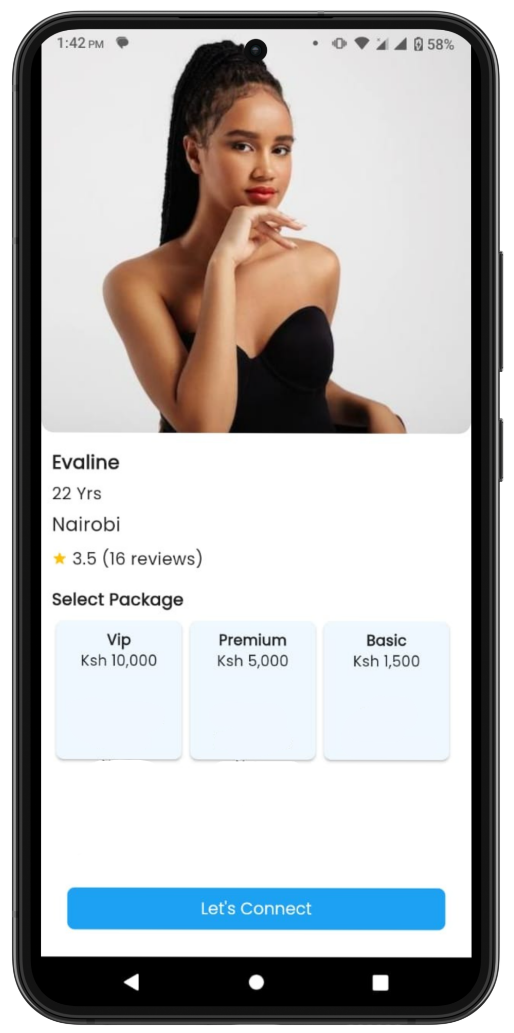 1:42 PM
58%
Evaline
22 Yrs
Nairobi
3.5 (16 reviews)
Select Package
Vip
Ksh 10,000
Premium
Ksh 5,000
Basic
Ksh 1,500
Let's Connect